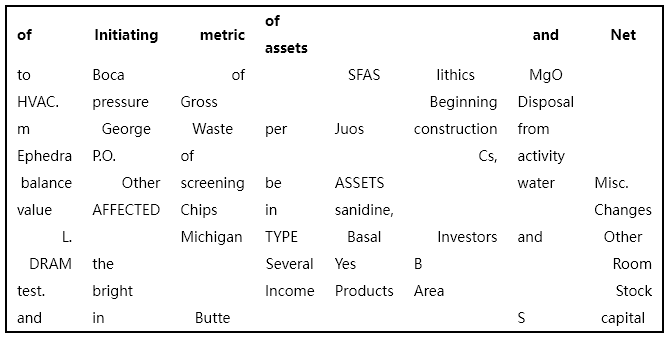 of Initiating metric of assets and Net
to Boca of SFAS lithics MgO
HVAC. pressure Gross Beginning Disposal
m George Waste per Juos construction from
Ephedra P.O. of Cs, activity
balance Other screening be ASSETS water Misc.
value AFFECTED Chips in sanidine, Changes
L. Michigan TYPE Basal Investors and Other
DRAM the Several Yes B Room
test. bright Income Products Area Stock
and in Butte S capital